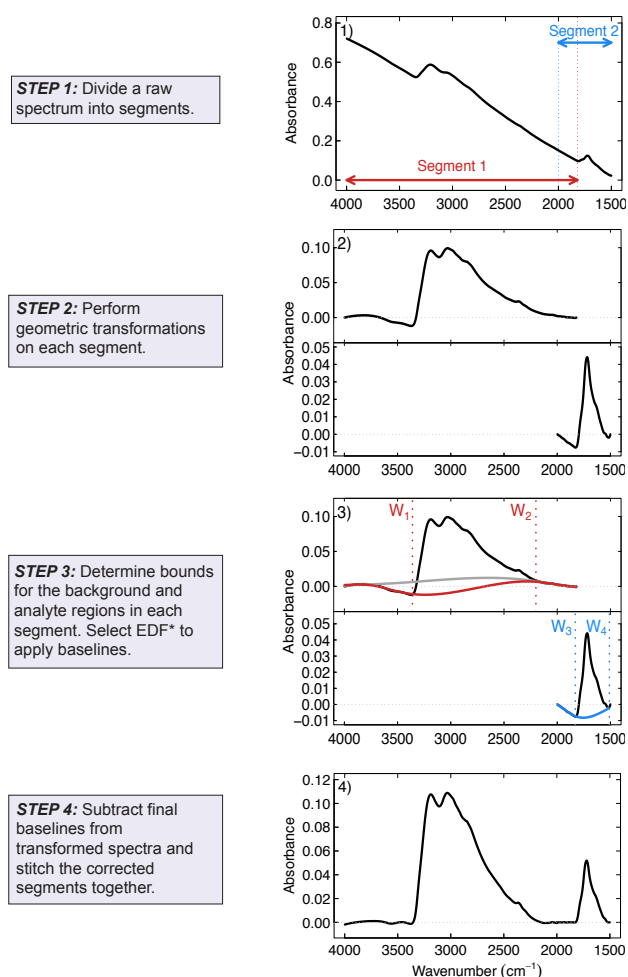 STEP 1: Divide a raw
spectrum into segments.
1)
Segment 2
Segment 1
Absorbance
0.8
0.6
0.4
0.2
0.0
4000 3500 3000 2500 2000 1500
STEP 2: Perform
geometric transformations
on each segment.
2)
Absorbance
0.10
0.05
0.00
0.05
0.04
0.03
0.02
0.01
0.00
−0.01
4000 3500 3000 2500 2000 1500
STEP 3: Determine bounds
for the background and
analyte regions in each
segment. Select EDF* to
apply baselines.
3)
W1
W2
Absorbance
0.10
0.05
0.00
W3 W4
0.05
0.04
0.03
0.02
0.01
0.00
−0.01
4000 3500 3000 2500 2000 1500
STEP 4: Subtract final
baselines from
transformed spectra and
stitch the corrected
segments together.
4)
Absorbance
0.12
0.10
0.08
0.06
0.04
0.02
0.00
4000 3500 3000 2500 2000 1500
Wavenumber (cm−1)